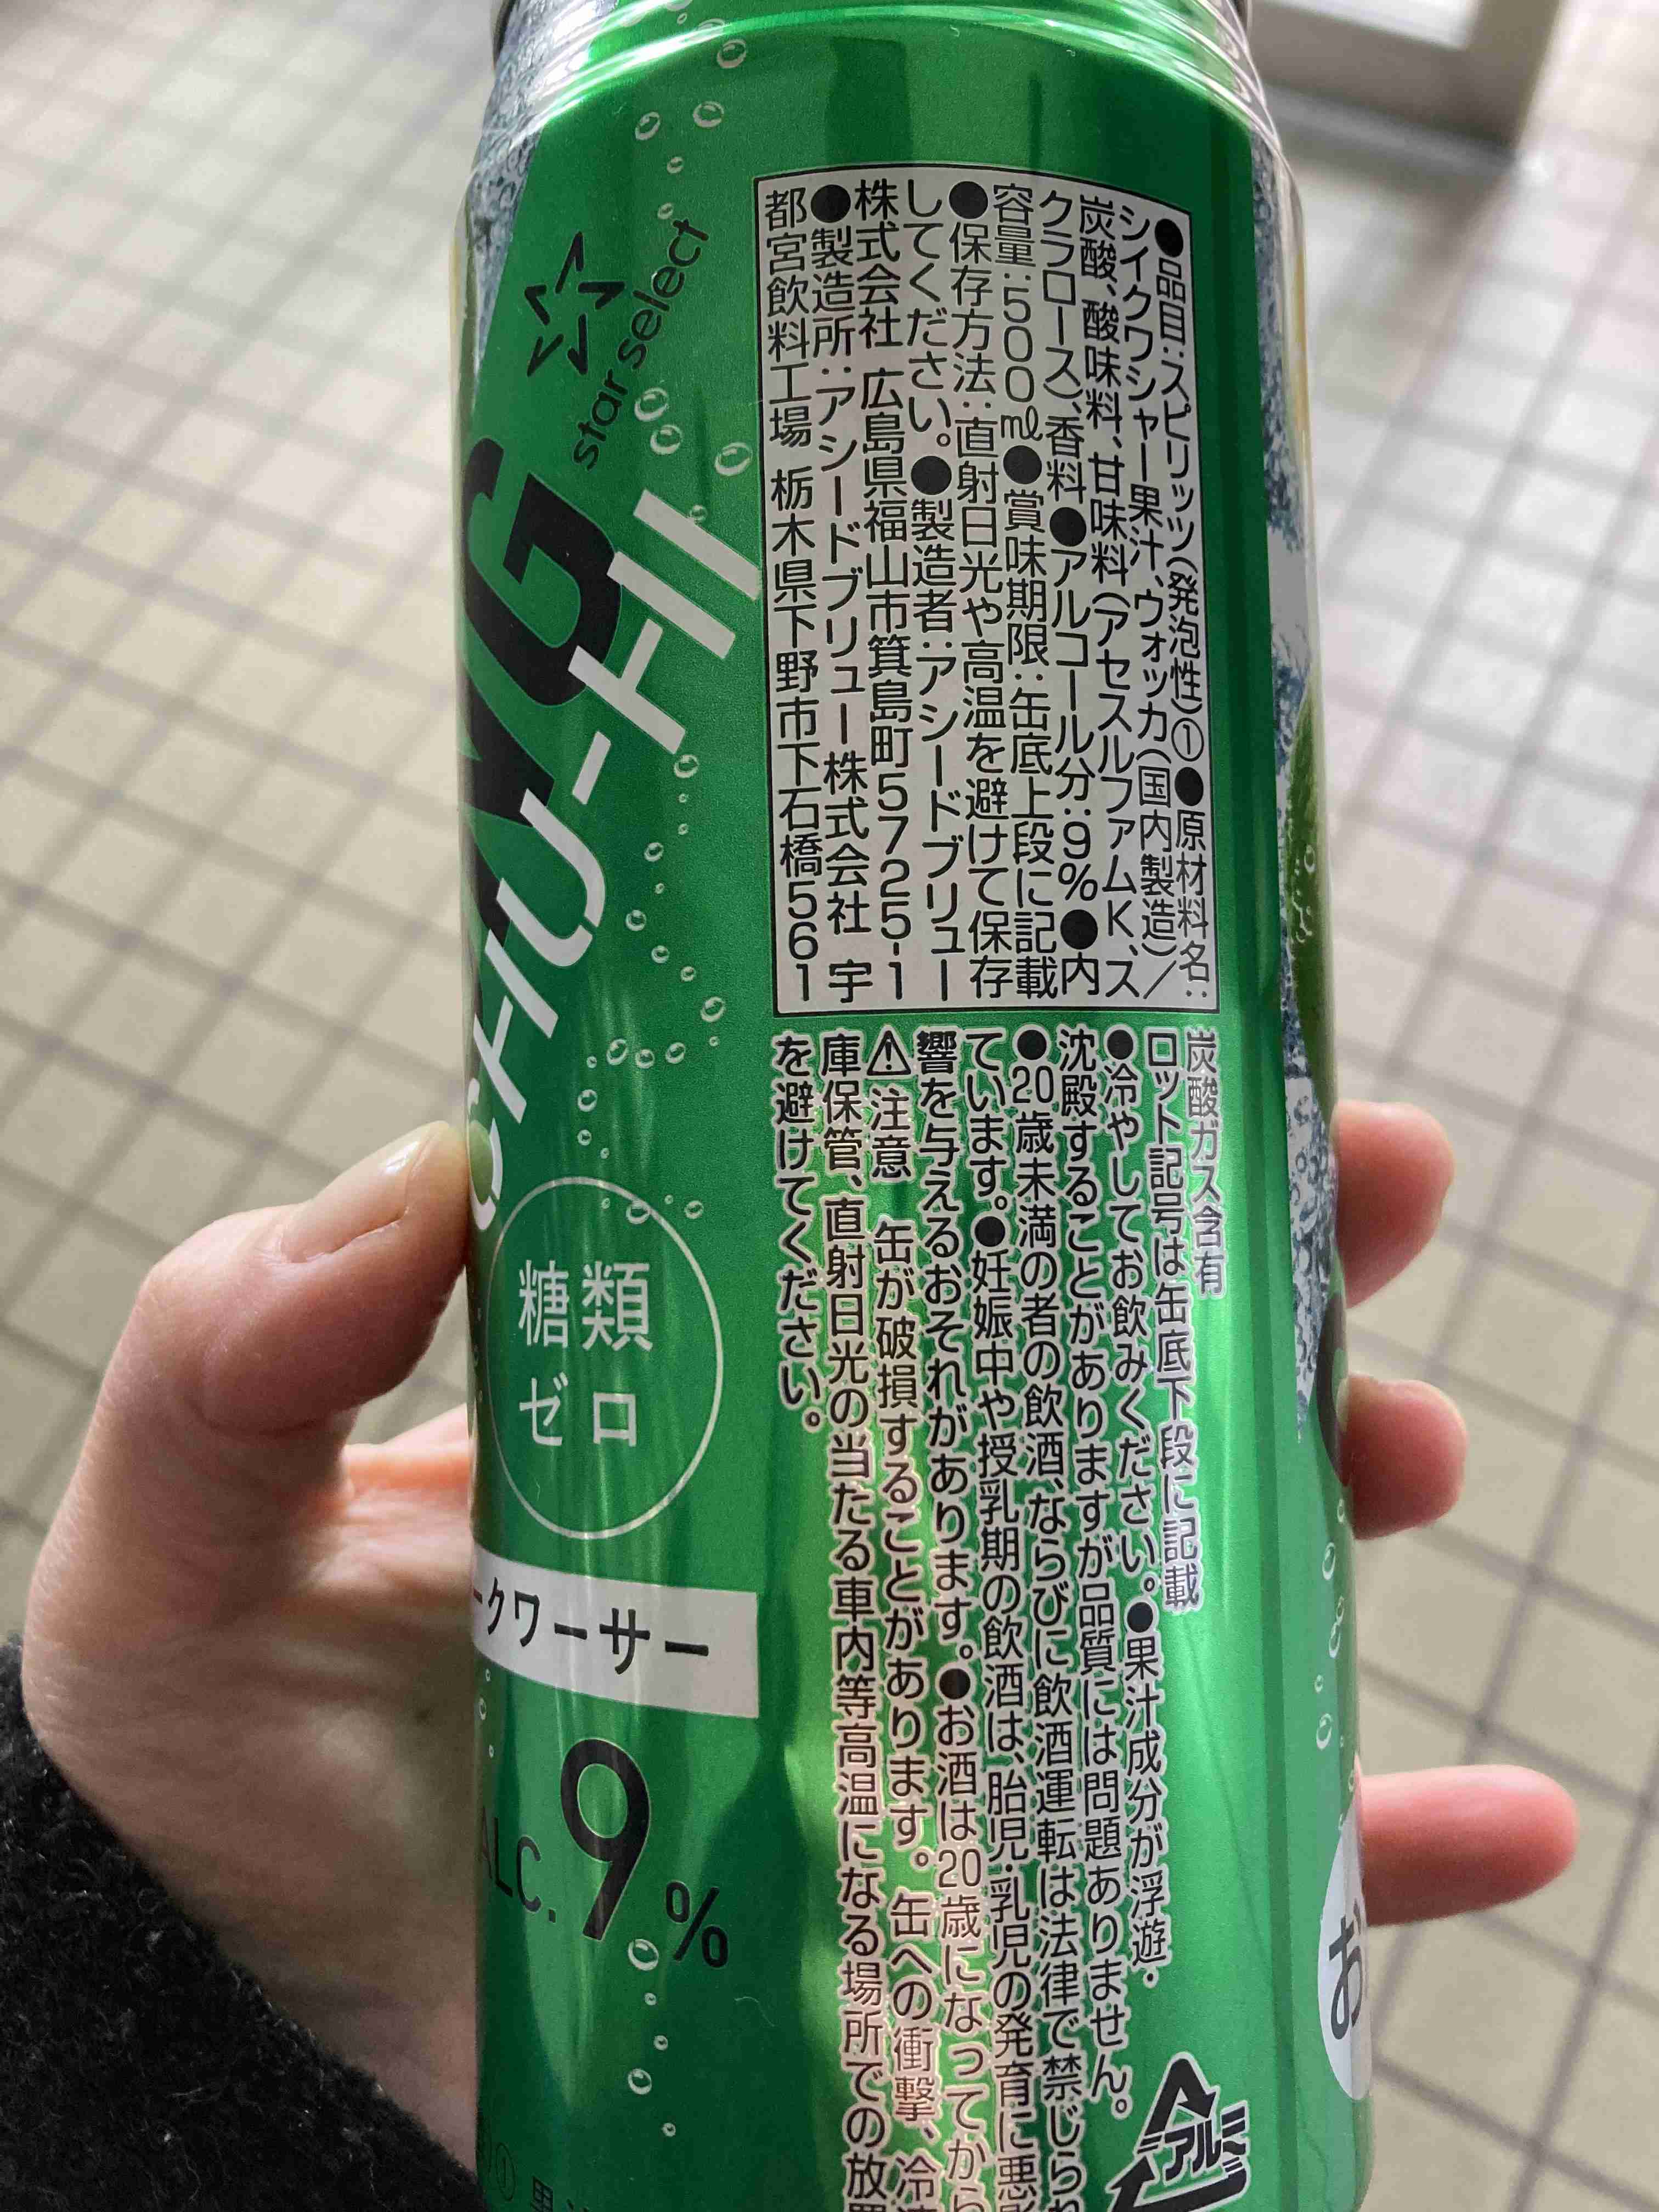 ●品目:スピリッツ(発泡性)① ●原材料名:
シイクワシャー果汁、ウォッカ(国内製造)/
炭酸、酸味料、甘味料(アセスルファムK、ス
クラロース)、香料 ●アルコール分:9% ●内
容量:500㎖ ●賞味期限:缶底上段に記載
●保存方法:直射日光や高温を避けて保存
してください。●製造者:アシードブリュー
株式会社 広島県福山市箕島町5725-1
●製造所:アシードブリュー株式会社 宇
都宮飲料工場 栃木県下野市下石橋561
炭酸ガス含有
ロット記号は缶底下段に記載
●冷やしてお飲みください。●果汁成分が浮遊・
沈殿することがありますが品質には問題ありません。
●20歳未満の者の飲酒、ならびに飲酒運転は法律で禁じられ
ています。●妊娠中や授乳期の飲酒は、胎児・乳児の発育に悪影
響を与えるおそれがあります。●お酒は20歳になってから
⚠注意 缶が破損することがあります。缶への衝撃、冷凍
庫保管、直射日光の当たる車内等高温になる場所での放置
を避けてください。
star select
NG
CHU-HI
糖類
ゼロ
ークワーサー
ALC.9%
アルミ
お